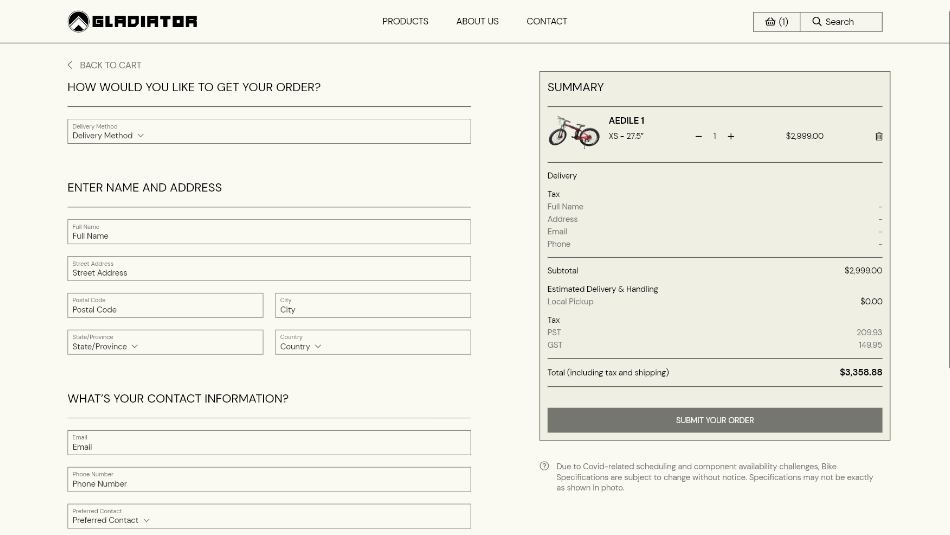 GLADIATOR
PRODUCTS
ABOUT US
CONTACT
(1)
Search
BACK TO CART
HOW WOULD YOU LIKE TO GET YOUR ORDER?
Delivery Method
Delivery Method
ENTER NAME AND ADDRESS
Full Name
Full Name
Street Address
Street Address
Postal Code
Postal Code
City
City
State/Province
State/Province
Country
Country
WHAT'S YOUR CONTACT INFORMATION?
Email
Email
Phone Number
Phone Number
Preferred Contact
Preferred Contact
SUMMARY
AEDILE 1
XS - 27.5" − 1 + $2,999.00
Delivery
Tax
Full Name -
Address -
Email -
Phone -
Subtotal $2,999.00
Estimated Delivery & Handling
Local Pickup $0.00
Tax
PST 209.93
GST 149.95
Total (including tax and shipping) $3,358.88
SUBMIT YOUR ORDER
Due to Covid-related scheduling and component availability challenges, Bike
Specifications are subject to change without notice. Specifications may not be exactly
as shown in photo.